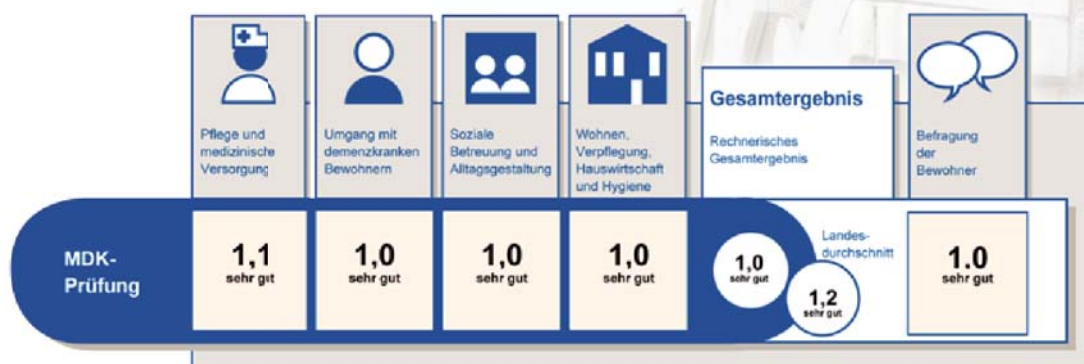 Pflege und
medizinische
Versorgung
Umgang mit
demenzkranken
Bewohnern
Soziale
Betreuung und
Alltagsgestaltung
Wohnen,
Verpflegung,
Hauswirtschaft
und Hygiene
Gesamtergebnis
Rechnerisches
Gesamtergebnis
Befragung
der
Bewohner
MDK-
Prüfung
1,1
sehr gut
1,0
sehr gut
1,0
sehr gut
1,0
sehr gut
1,0
sehr gut
Landes-
durchschnitt
1,2
sehr gut
1,0
sehr gut